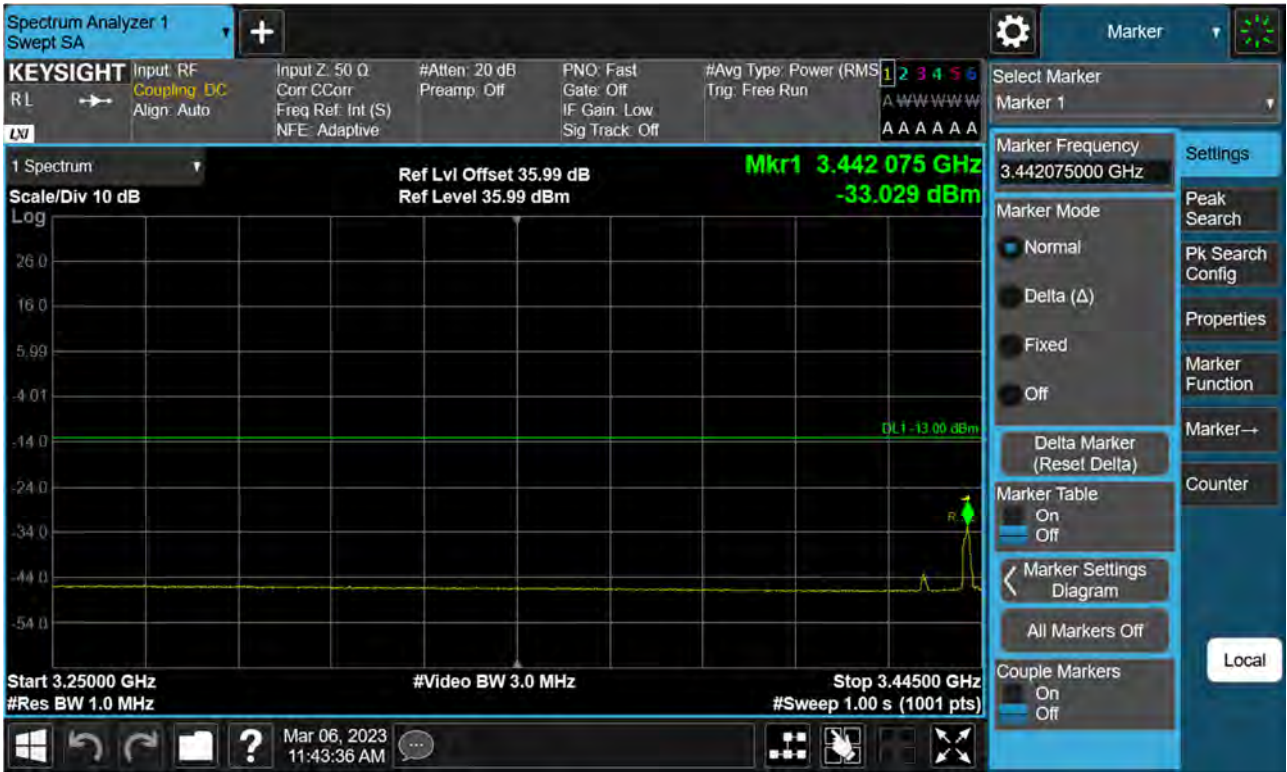 Spectrum Analyzer 1
Swept SA
Marker
KEYSIGHT
RL
LXI
Input: RF
Coupling: DC
Align: Auto
Input Z: 50 Ω
Corr CCorr
Freq Ref: Int (S)
NFE: Adaptive
#Atten: 20 dB
Preamp: Off
PNO: Fast
Gate: Off
IF Gain: Low
Sig Track: Off
#Avg Type: Power (RMS
Trig: Free Run
1 2 3 4 5 6
A W W W W W
A A A A A A
Select Marker
Marker 1
1 Spectrum
Scale/Div 10 dB
Log
Ref Lvl Offset 35.99 dB
Ref Level 35.99 dBm
Mkr1 3.442 075 GHz
-33.029 dBm
26.0
16.0
5.99
-4.01
-14.0
-24.0
-34.0
-44.0
-54.0
DL1 -13.00 dBm
Start 3.25000 GHz
#Res BW 1.0 MHz
#Video BW 3.0 MHz
Stop 3.44500 GHz
#Sweep 1.00 s (1001 pts)
Marker Frequency
3.442075000 GHz
Marker Mode
Normal
Delta (Δ)
Fixed
Off
Delta Marker
(Reset Delta)
Marker Table
On
Off
Marker Settings
Diagram
All Markers Off
Couple Markers
On
Off
Settings
Peak
Search
Pk Search
Config
Properties
Marker
Function
Marker→
Counter
Local
?
Mar 06, 2023
11:43:36 AM